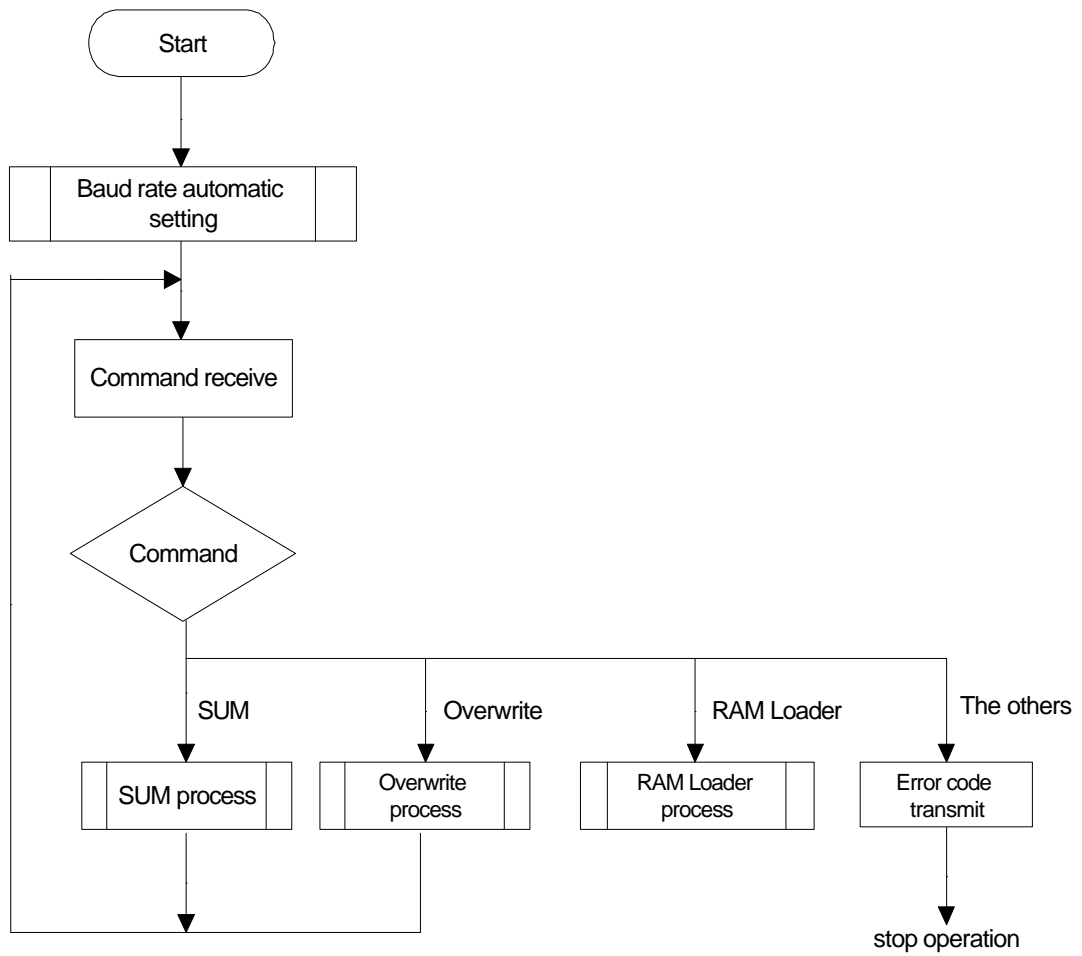 Start
Baud rate automatic
setting
Command receive
Command
SUM
Overwrite
RAM Loader
The others
SUM process
Overwrite
process
RAM Loader
process
Error code
transmit
stop operation